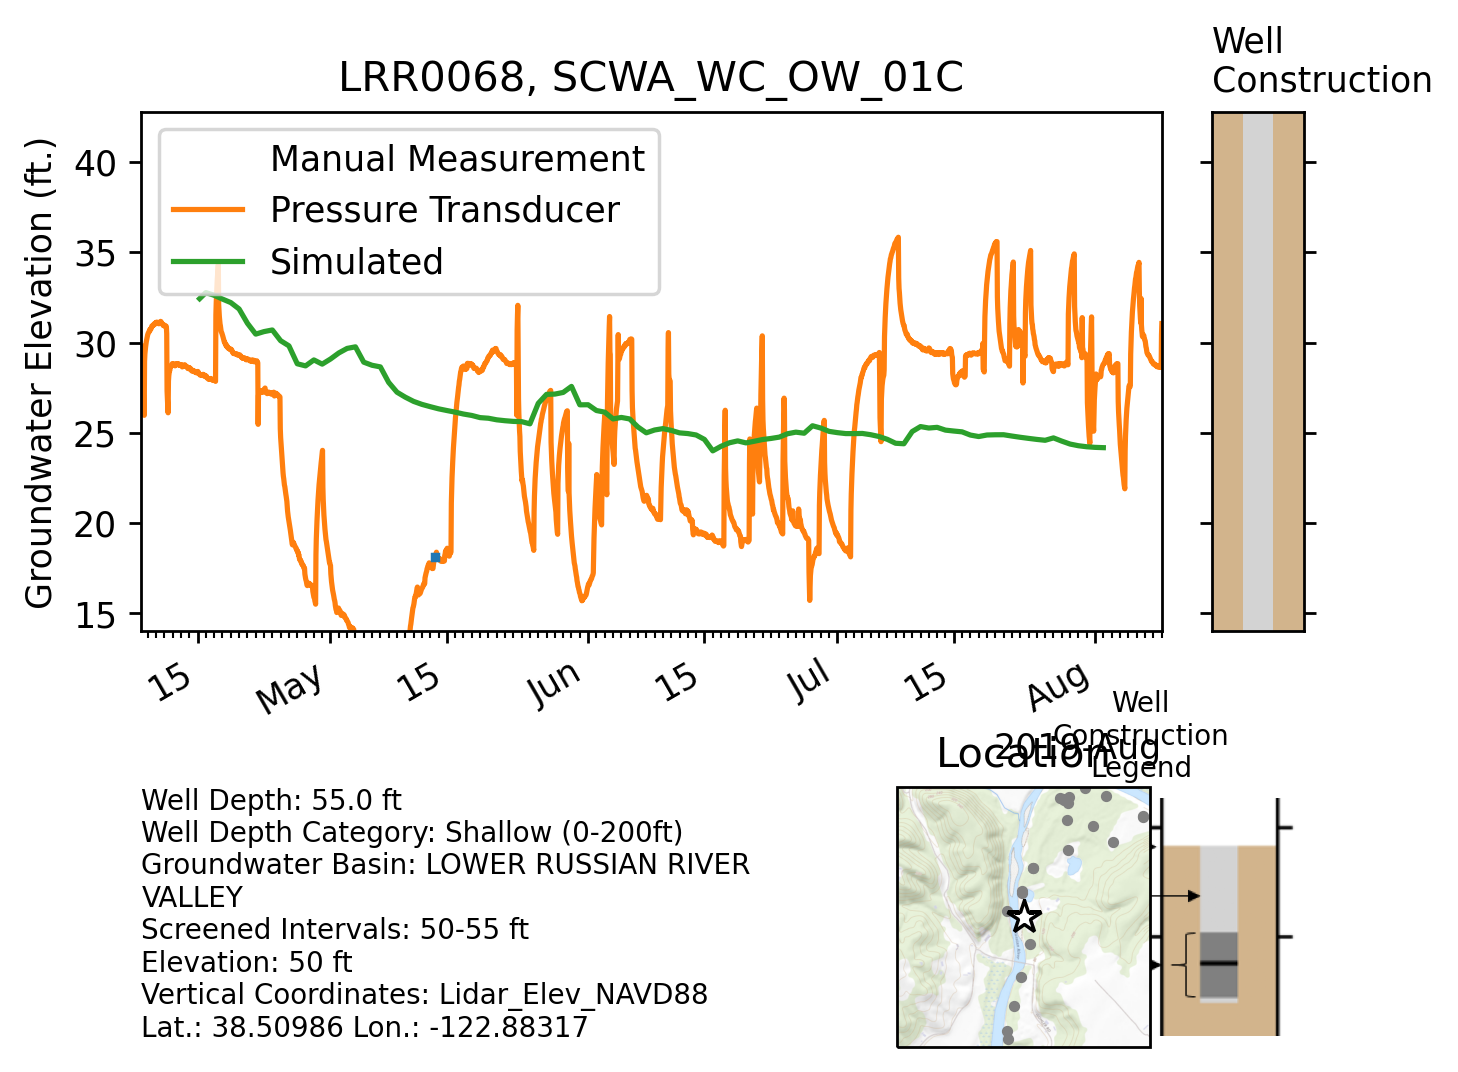 Well
Construction
LRR0068, SCWA_WC_OW_01C
Groundwater Elevation (ft.)
40
35
30
25
20
15
Manual Measurement
Pressure Transducer
Simulated
15
May
15
Jun
15
Jul
15
Aug
2019-Aug
Location
Well
Construction
Legend
Well Depth: 55.0 ft
Well Depth Category: Shallow (0-200ft)
Groundwater Basin: LOWER RUSSIAN RIVER
VALLEY
Screened Intervals: 50-55 ft
Elevation: 50 ft
Vertical Coordinates: Lidar_Elev_NAVD88
Lat.: 38.50986 Lon.: -122.88317